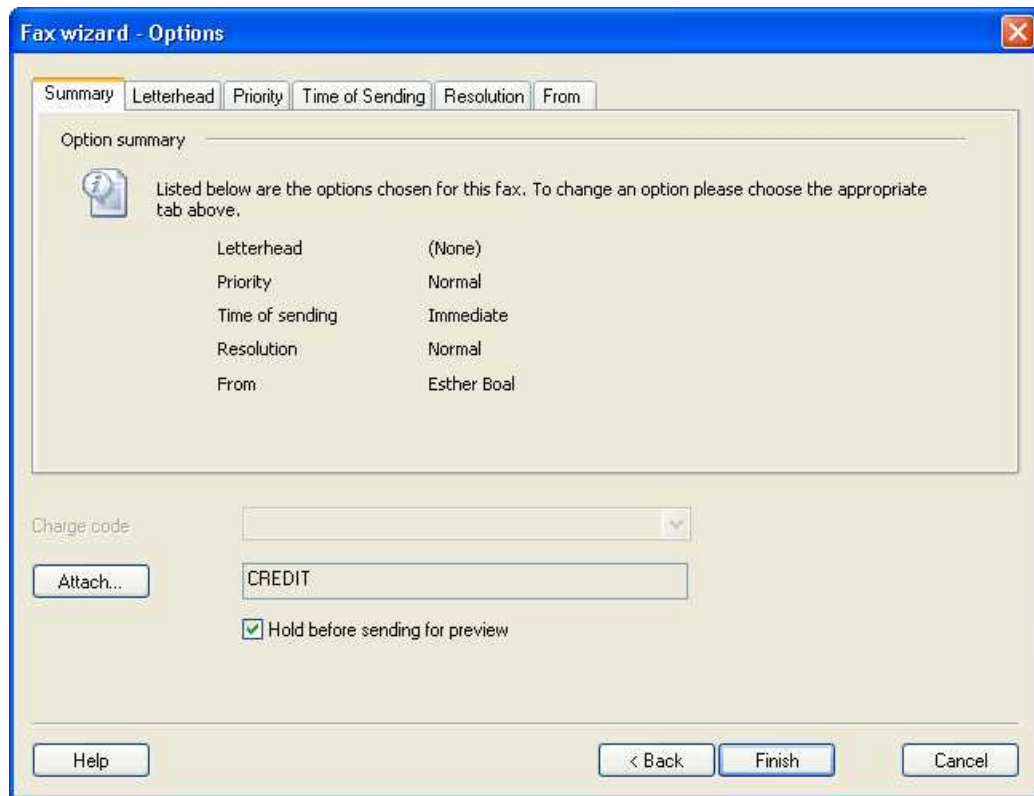 Fax wizard - Options
Summary Letterhead Priority Time of Sending Resolution From
Option summary
Listed below are the options chosen for this fax. To change an option please choose the appropriate
tab above.
Letterhead (None)
Priority Normal
Time of sending Immediate
Resolution Normal
From Esther Boal
Charge code
Attach... CREDIT
Hold before sending for preview
Help < Back Finish Cancel